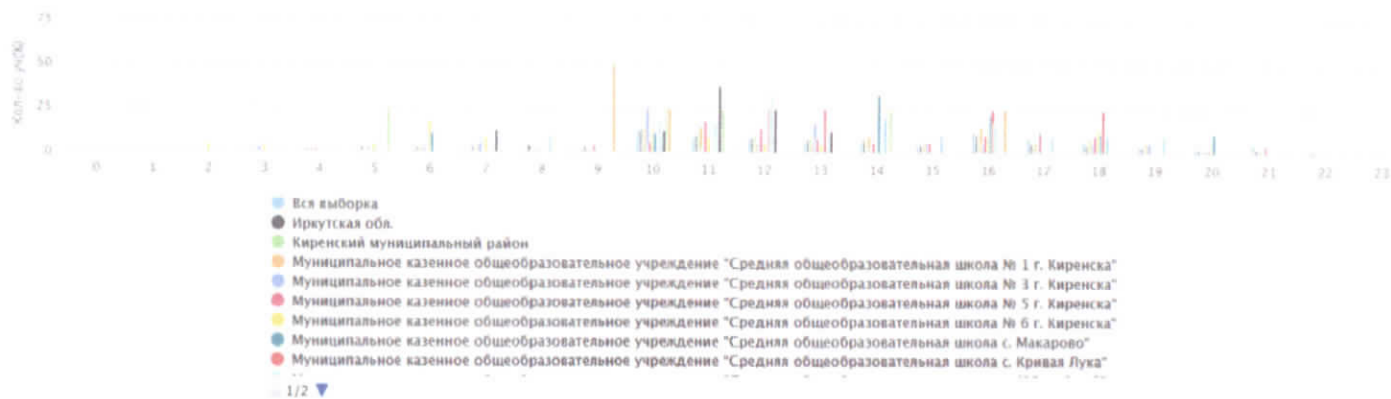 75
Кол-во уч(%)
50
25
0
0 1 2 3 4 5 6 7 8 9 10 11 12 13 14 15 16 17 18 19 20 21 22 23
Вся выборка
Иркутская обл.
Киренский муниципальный район
Муниципальное казенное общеобразовательное учреждение "Средняя общеобразовательная школа № 1 г. Киренска"
Муниципальное казенное общеобразовательное учреждение "Средняя общеобразовательная школа № 3 г. Киренска"
Муниципальное казенное общеобразовательное учреждение "Средняя общеобразовательная школа № 5 г. Киренска"
Муниципальное казенное общеобразовательное учреждение "Средняя общеобразовательная школа № 6 г. Киренска"
Муниципальное казенное общеобразовательное учреждение "Средняя общеобразовательная школа с. Макарово"
Муниципальное казенное общеобразовательное учреждение "Средняя общеобразовательная школа с. Кривая Лука"
1/2